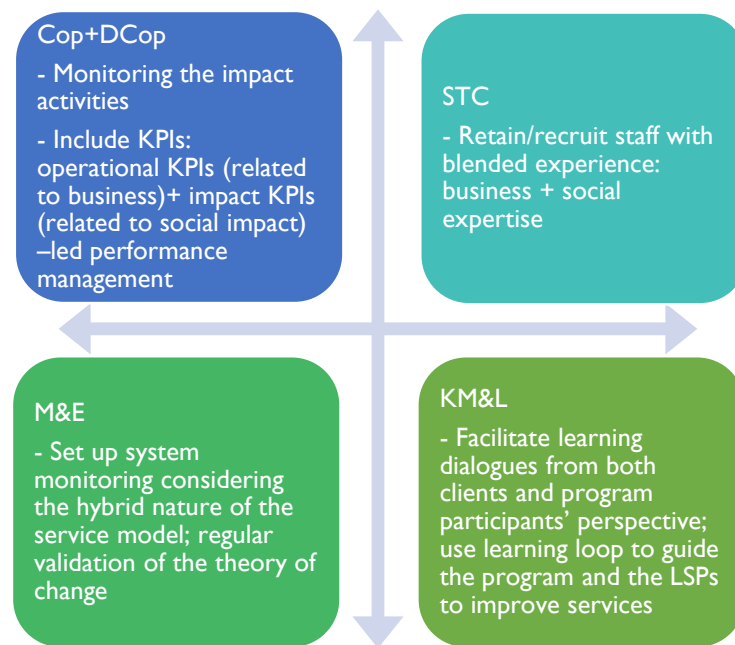 Cop+DCop
- Monitoring the impact
activities
- Include KPIs:
operational KPIs (related
to business)+ impact KPIs
(related to social impact)
–led performance
management
STC
- Retain/recruit staff with
blended experience:
business + social
expertise
M&E
- Set up system
monitoring considering
the hybrid nature of the
service model; regular
validation of the theory of
change
KM&L
- Facilitate learning
dialogues from both
clients and program
participants’ perspective;
use learning loop to guide
the program and the LSPs
to improve services